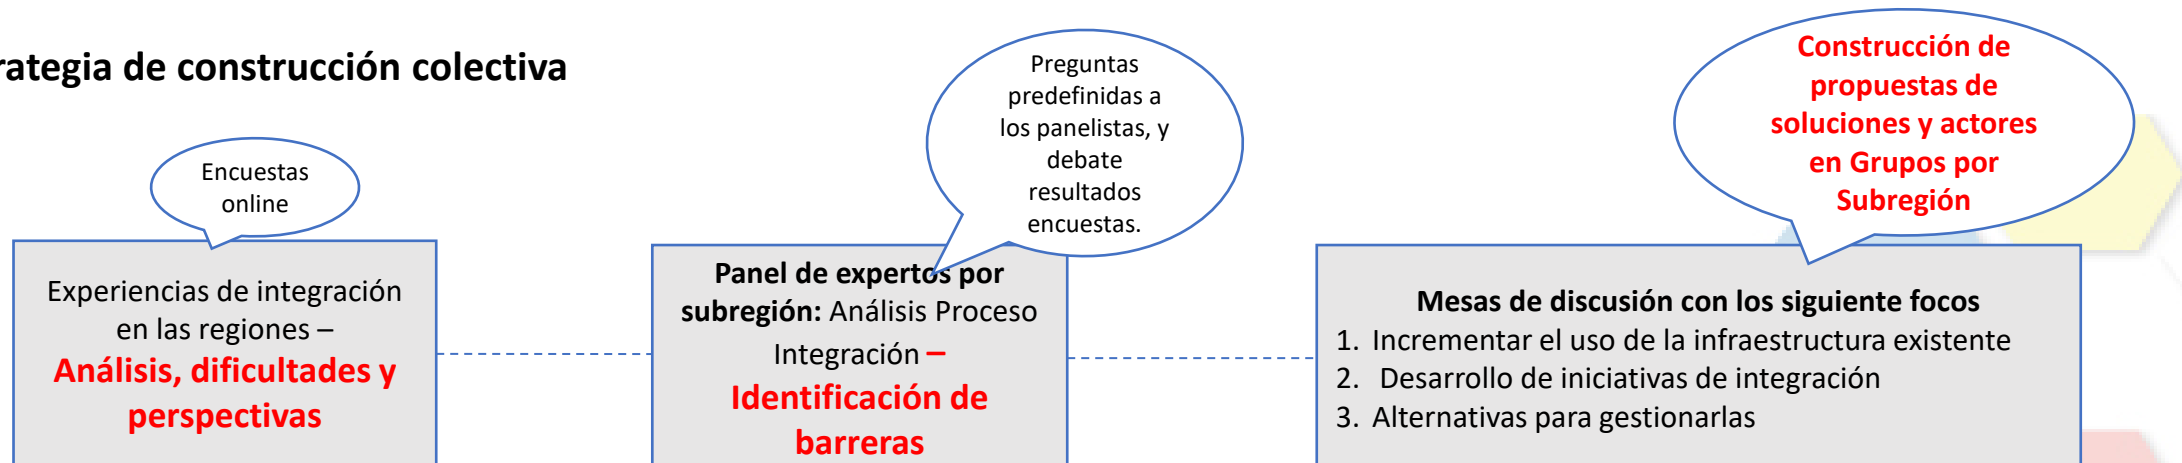 rategia de construcción colectiva
Encuestas
online
Experiencias de integración
en las regiones –
Análisis, dificultades y
perspectivas
Preguntas
predefinidas a
los panelistas, y
debate
resultados
encuestas.
Panel de expertos por
subregión: Análisis Proceso
Integración –
Identificación de
barreras
Construcción de
propuestas de
soluciones y actores
en Grupos por
Subregión
Mesas de discusión con los siguiente focos
1. Incrementar el uso de la infraestructura existente
2. Desarrollo de iniciativas de integración
3. Alternativas para gestionarlas